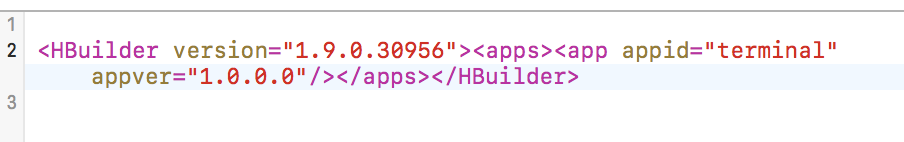 1
2 <HBuilder version="1.9.0.30956"><apps><app appid="terminal"
appver="1.0.0.0"/></apps></HBuilder>
3